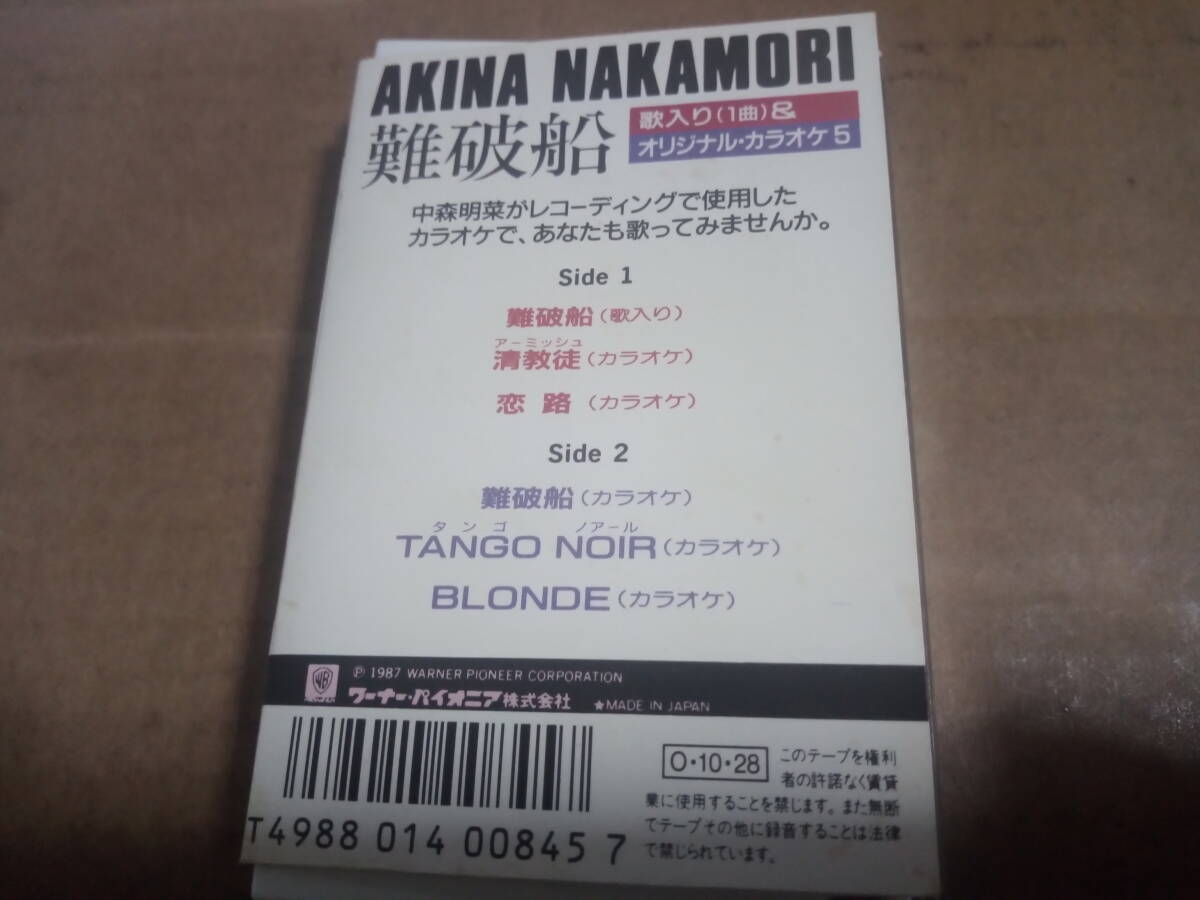 AKINA NAKAMORI
難破船
歌入り(1曲)&
オリジナル・カラオケ5
中森明菜がレコーディングで使用した
カラオケで、あなたも歌ってみませんか。
Side 1
難破船(歌入り)
アーミッシュ
清教徒(カラオケ)
恋路(カラオケ)
Side 2
難破船(カラオケ)
タンゴ ノアール
TANGO NOIR(カラオケ)
BLONDE(カラオケ)
Ⓟ 1987 WARNER PIONEER CORPORATION
ワーナー・パイオニア株式会社 ★MADE IN JAPAN
O・10・28
このテープを権利
者の許諾なく賃貸
業に使用することを禁じます。また無断
でテープその他に録音することは法律
で禁じられています。
T4988 014 00845 7